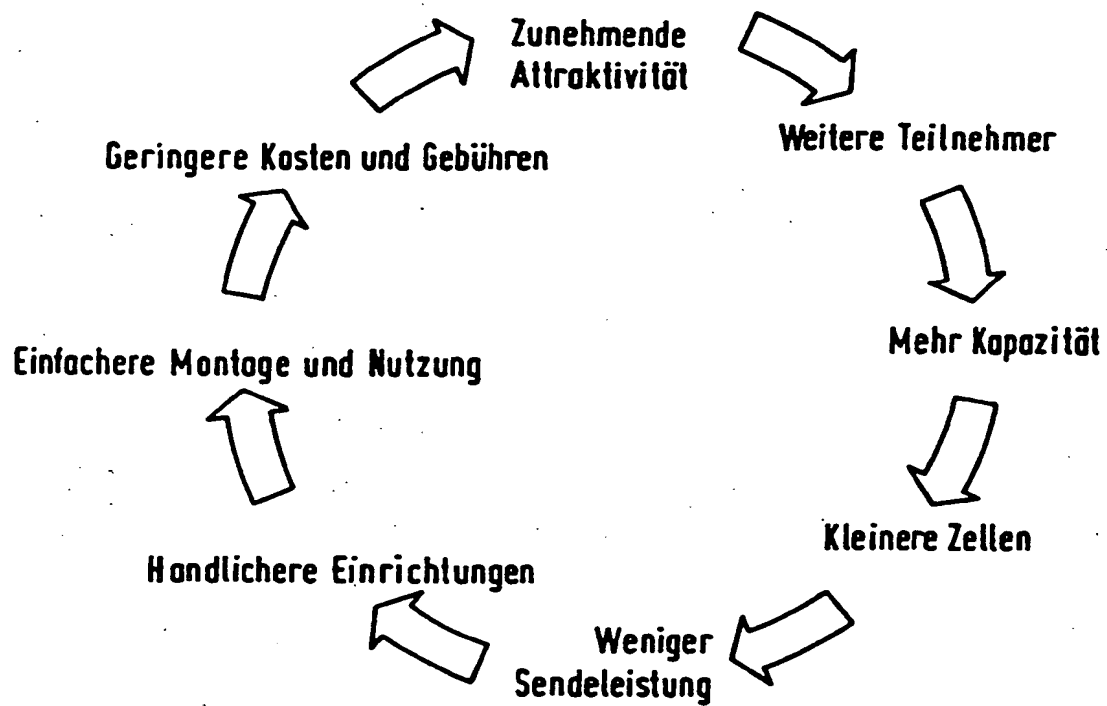 Zunehmende
Attraktivität
Weitere Teilnehmer
Mehr Kapazität
Kleinere Zellen
Weniger
Sendeleistung
Handlichere Einrichtungen
Einfachere Montage und Nutzung
Geringere Kosten und Gebühren